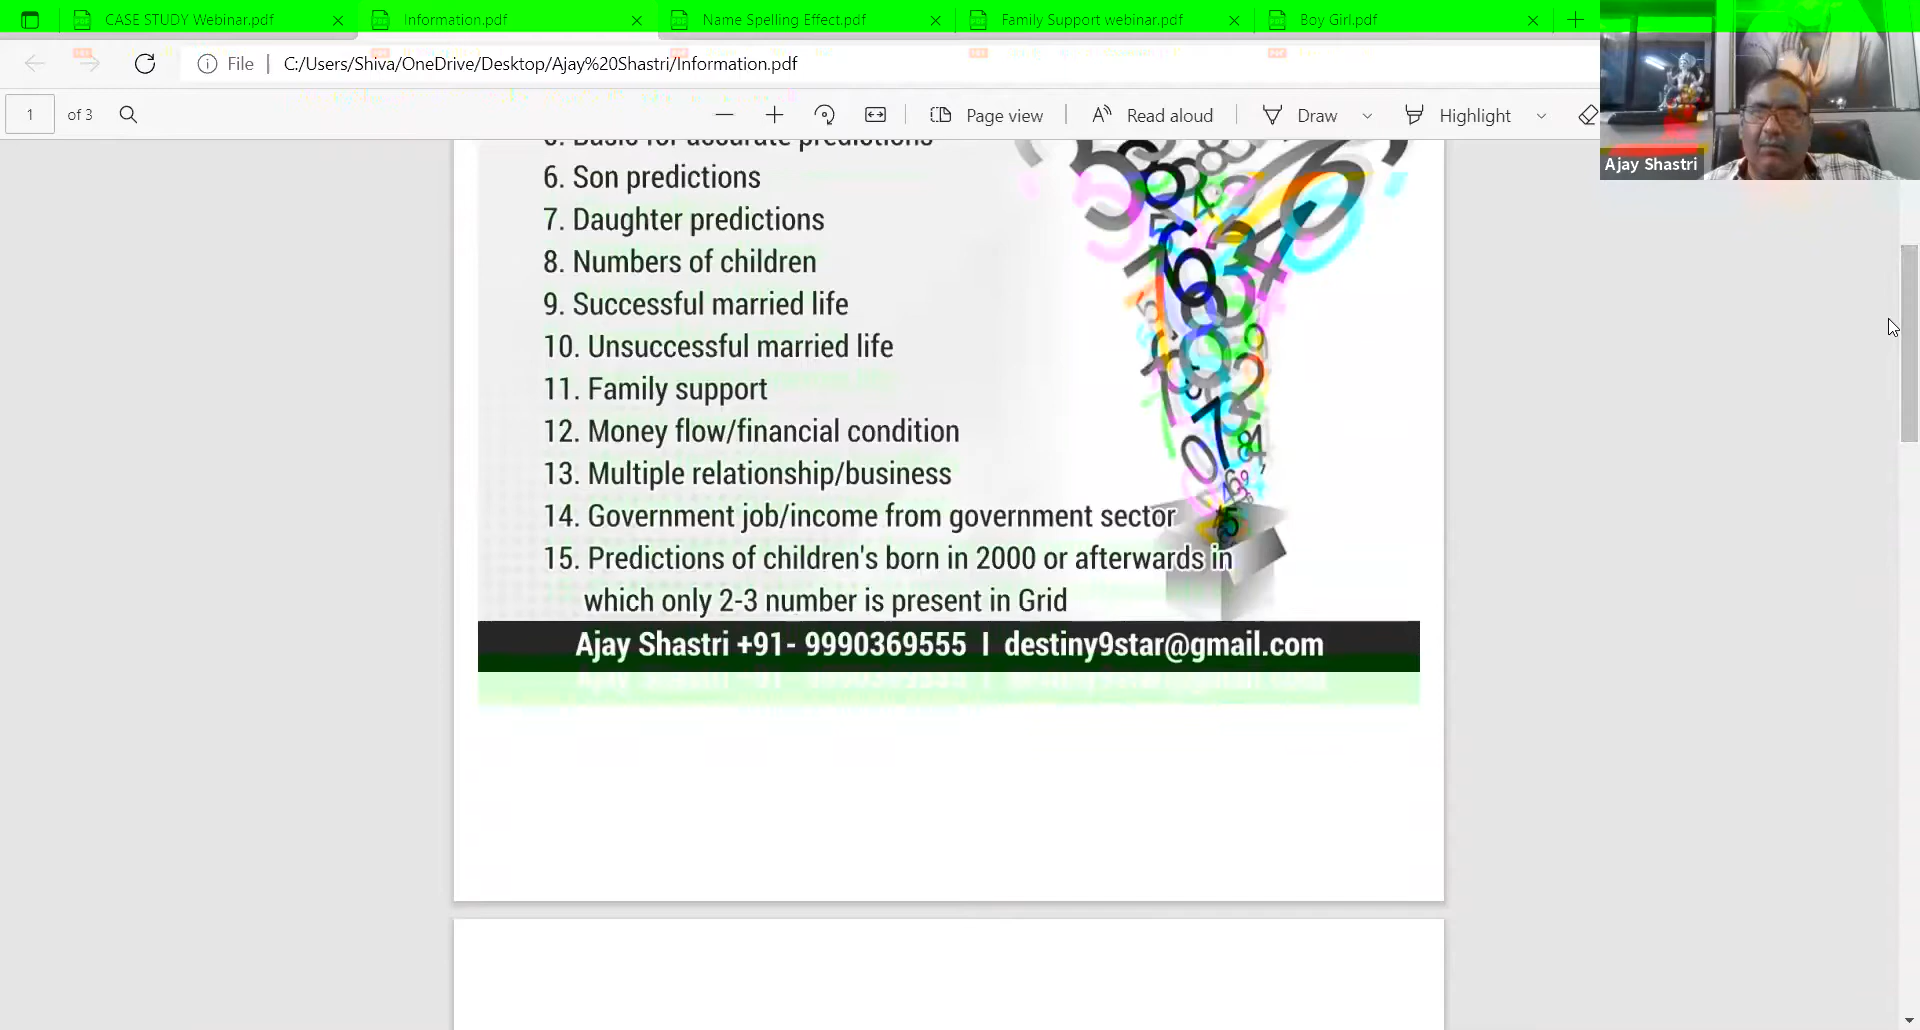 CASE STUDY Webinar.pdf
Information.pdf
Name Spelling Effect.pdf
Family Support webinar.pdf
Boy Girl.pdf
File
C:/Users/Shiva/OneDrive/Desktop/Ajay%20Shastri/Information.pdf
1 of 3
Page view
Read aloud
Draw
Highlight
Ajay Shastri
5. Basic for accurate predictions
6. Son predictions
7. Daughter predictions
8. Numbers of children
9. Successful married life
10. Unsuccessful married life
11. Family support
12. Money flow/financial condition
13. Multiple relationship/business
14. Government job/income from government sector
15. Predictions of children's born in 2000 or afterwards in
which only 2-3 number is present in Grid
Ajay Shastri +91- 9990369555 I destiny9star@gmail.com